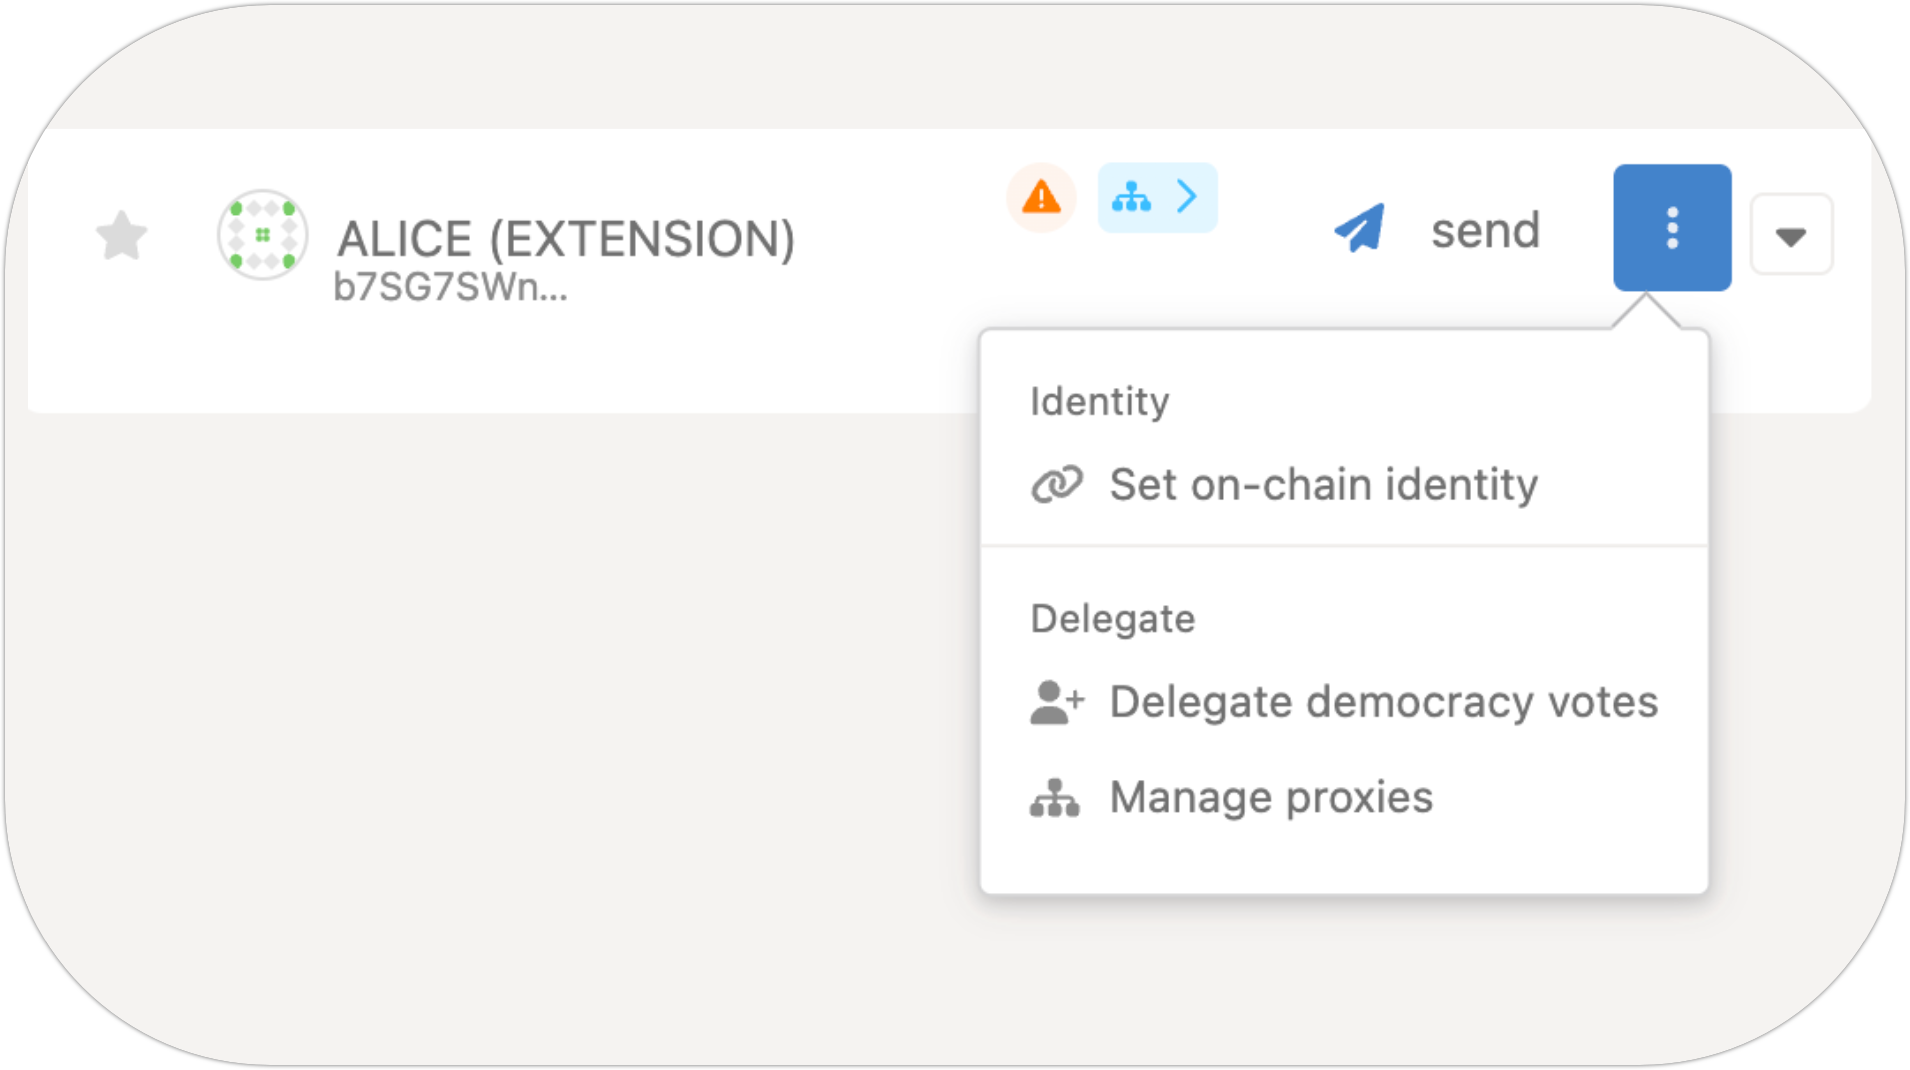 ALICE (EXTENSION)
b7SG7SWn...
send
Identity
Set on-chain identity
Delegate
Delegate democracy votes
Manage proxies